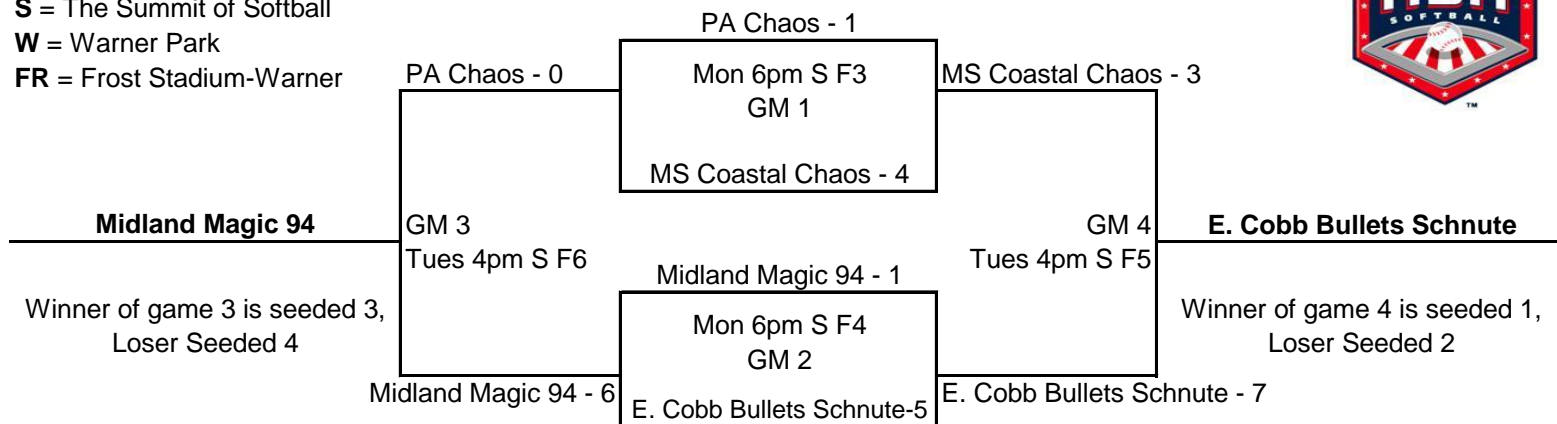 S = The Summit of Softball
W = Warner Park
FR = Frost Stadium-Warner
SOFTBALL
TM
PA Chaos - 1
PA Chaos - 0
Mon 6pm S F3
GM 1
MS Coastal Chaos - 3
MS Coastal Chaos - 4
Midland Magic 94
GM 3
Tues 4pm S F6
GM 4
Tues 4pm S F5
E. Cobb Bullets Schnute
Midland Magic 94 - 1
Winner of game 3 is seeded 3,
Loser Seeded 4
Mon 6pm S F4
GM 2
Winner of game 4 is seeded 1,
Loser Seeded 2
Midland Magic 94 - 6
E. Cobb Bullets Schnute-5
E. Cobb Bullets Schnute - 7